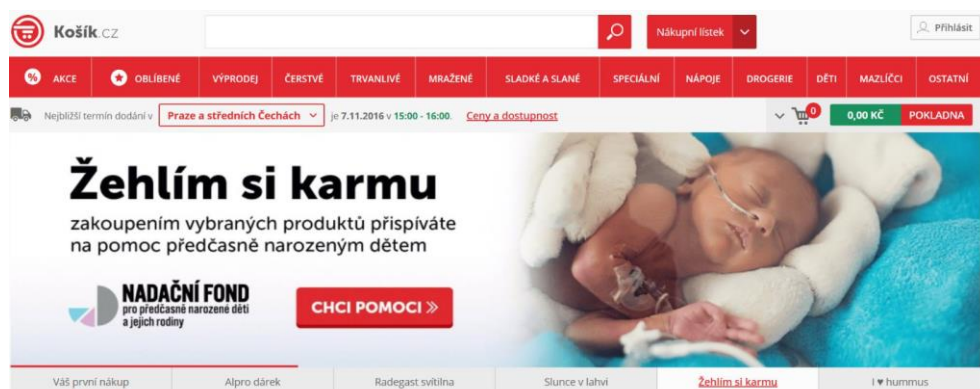 Košík.cz
Nákupní lístek
Přihlásit
% AKCE OBLÍBENÉ VÝPRODEJ ČERSTVÉ TRVANLIVÉ MRAŽENÉ SLADKÉ A SLANÉ SPECIÁLNÍ NÁPOJE DROGERIE DĚTI MAZLÍČCI OSTATNÍ
Nejbližší termín dodání v Praze a středních Čechách je 7.11.2016 v 15:00 - 16:00. Ceny a dostupnost 0 0,00 KČ POKLADNA
Žehlím si karmu
zakoupením vybraných produktů přispíváte
na pomoc předčasně narozeným dětem
NADAČNÍ FOND
pro předčasně narozené děti
a jejich rodiny
CHCI POMOCI »
Váš první nákup Alpro dárek Radegast svítilna Slunce v lahvi Žehlím si karmu I ♥ hummus